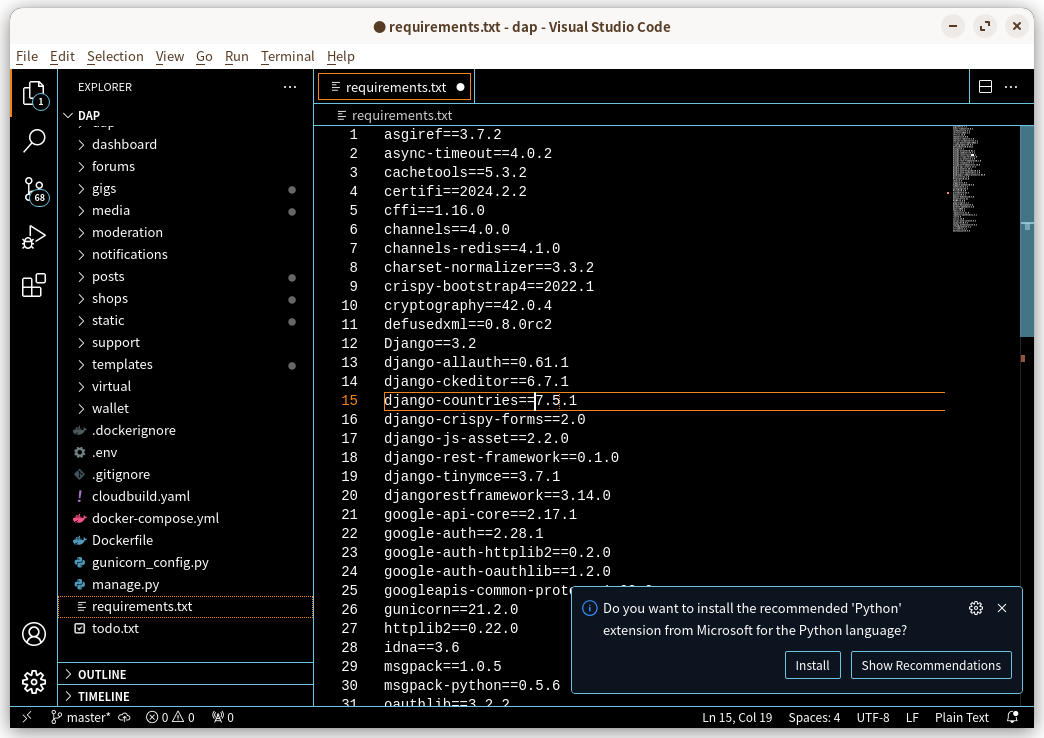 requirements.txt - dap - Visual Studio Code
File Edit Selection View Go Run Terminal Help
EXPLORER
1
68
DAP
dashboard
forums
gigs
media
moderation
notifications
posts
shops
static
support
templates
virtual
wallet
.dockerignore
.env
.gitignore
cloudbuild.yaml
docker-compose.yml
Dockerfile
gunicorn_config.py
manage.py
requirements.txt
todo.txt
OUTLINE
TIMELINE
requirements.txt
requirements.txt
1 asgiref==3.7.2
2 async-timeout==4.0.2
3 cachetools==5.3.2
4 certifi==2024.2.2
5 cffi==1.16.0
6 channels==4.0.0
7 channels-redis==4.1.0
8 charset-normalizer==3.3.2
9 crispy-bootstrap4==2022.1
10 cryptography==42.0.4
11 defusedxml==0.8.0rc2
12 Django==3.2
13 django-allauth==0.61.1
14 django-ckeditor==6.7.1
15 django-countries==7.5.1
16 django-crispy-forms==2.0
17 django-js-asset==2.2.0
18 django-rest-framework==0.1.0
19 django-tinymce==3.7.1
20 djangorestframework==3.14.0
21 google-api-core==2.17.1
22 google-auth==2.28.1
23 google-auth-httplib2==0.2.0
24 google-auth-oauthlib==1.2.0
25 googleapis-common-prot
26 gunicorn==21.2.0
27 httplib2==0.22.0
28 idna==3.6
29 msgpack==1.0.5
30 msgpack-python==0.5.6
31 oauthlib==3.2.2
Do you want to install the recommended 'Python'
extension from Microsoft for the Python language?
Install Show Recommendations
master* 0 0 0 Ln 15, Col 19 Spaces: 4 UTF-8 LF Plain Text